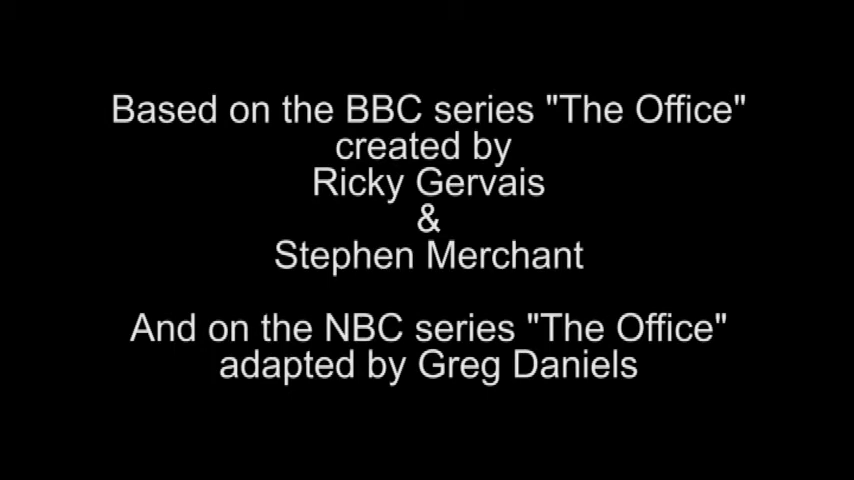 Based on the BBC series "The Office"
created by
Ricky Gervais
&
Stephen Merchant
And on the NBC series "The Office"
adapted by Greg Daniels